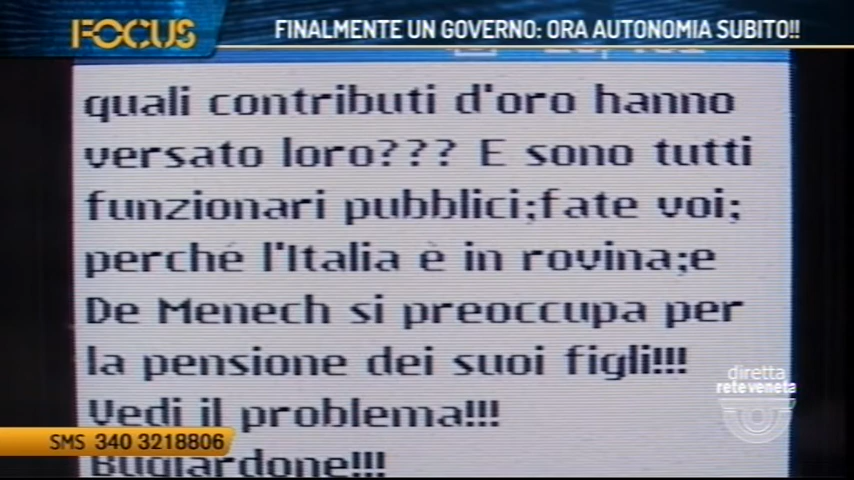 FOCUS
FINALMENTE UN GOVERNO: ORA AUTONOMIA SUBITO!!
quali contributi d'oro hanno
versato loro??? E sono tutti
funzionari pubblici;fate voi;
perché l'Italia è in rovina;e
De Menech si preoccupa per
la pensione dei suoi figli!!!
Vedi il problema!!!
Bugiardone!!!
diretta
reteveneta
SMS 340 3218806